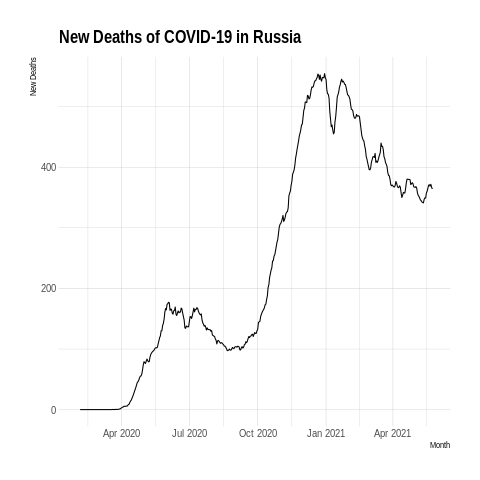 New Deaths of COVID-19 in Russia
New Deaths
400
200
0
Apr 2020 Jul 2020 Oct 2020 Jan 2021 Apr 2021
Month